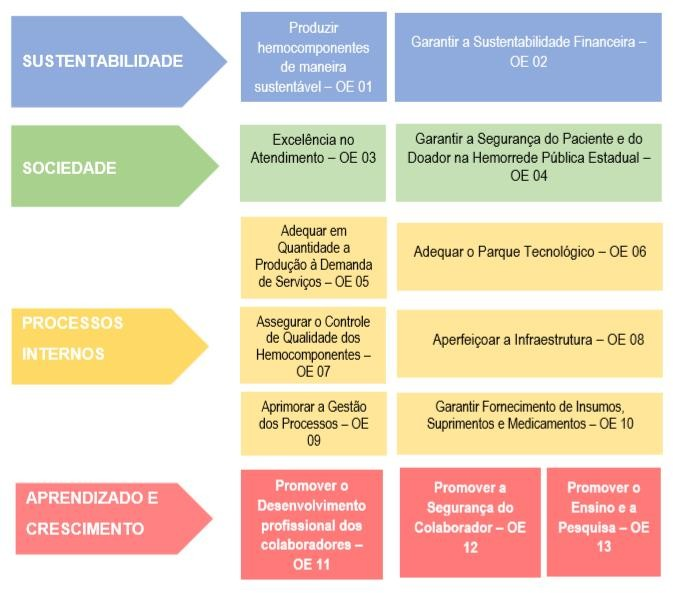 SUSTENTABILIDADE
Produzir
hemocomponentes
de maneira
sustentável – OE 01
Garantir a Sustentabilidade Financeira –
OE 02
SOCIEDADE
Excelência no
Atendimento – OE 03
Garantir a Segurança do Paciente e do
Doador na Hemorrede Pública Estadual –
OE 04
PROCESSOS
INTERNOS
Adequar em
Quantidade a
Produção à Demanda
de Serviços – OE 05
Adequar o Parque Tecnológico – OE 06
Assegurar o Controle
de Qualidade dos
Hemocomponentes –
OE 07
Aperfeiçoar a Infraestrutura – OE 08
Aprimorar a Gestão
dos Processos – OE
09
Garantir Fornecimento de Insumos,
Suprimentos e Medicamentos – OE 10
APRENDIZADO E
CRESCIMENTO
Promover o
Desenvolvimento
profissional dos
colaboradores –
OE 11
Promover a
Segurança do
Colaborador – OE
12
Promover o
Ensino e a
Pesquisa – OE
13